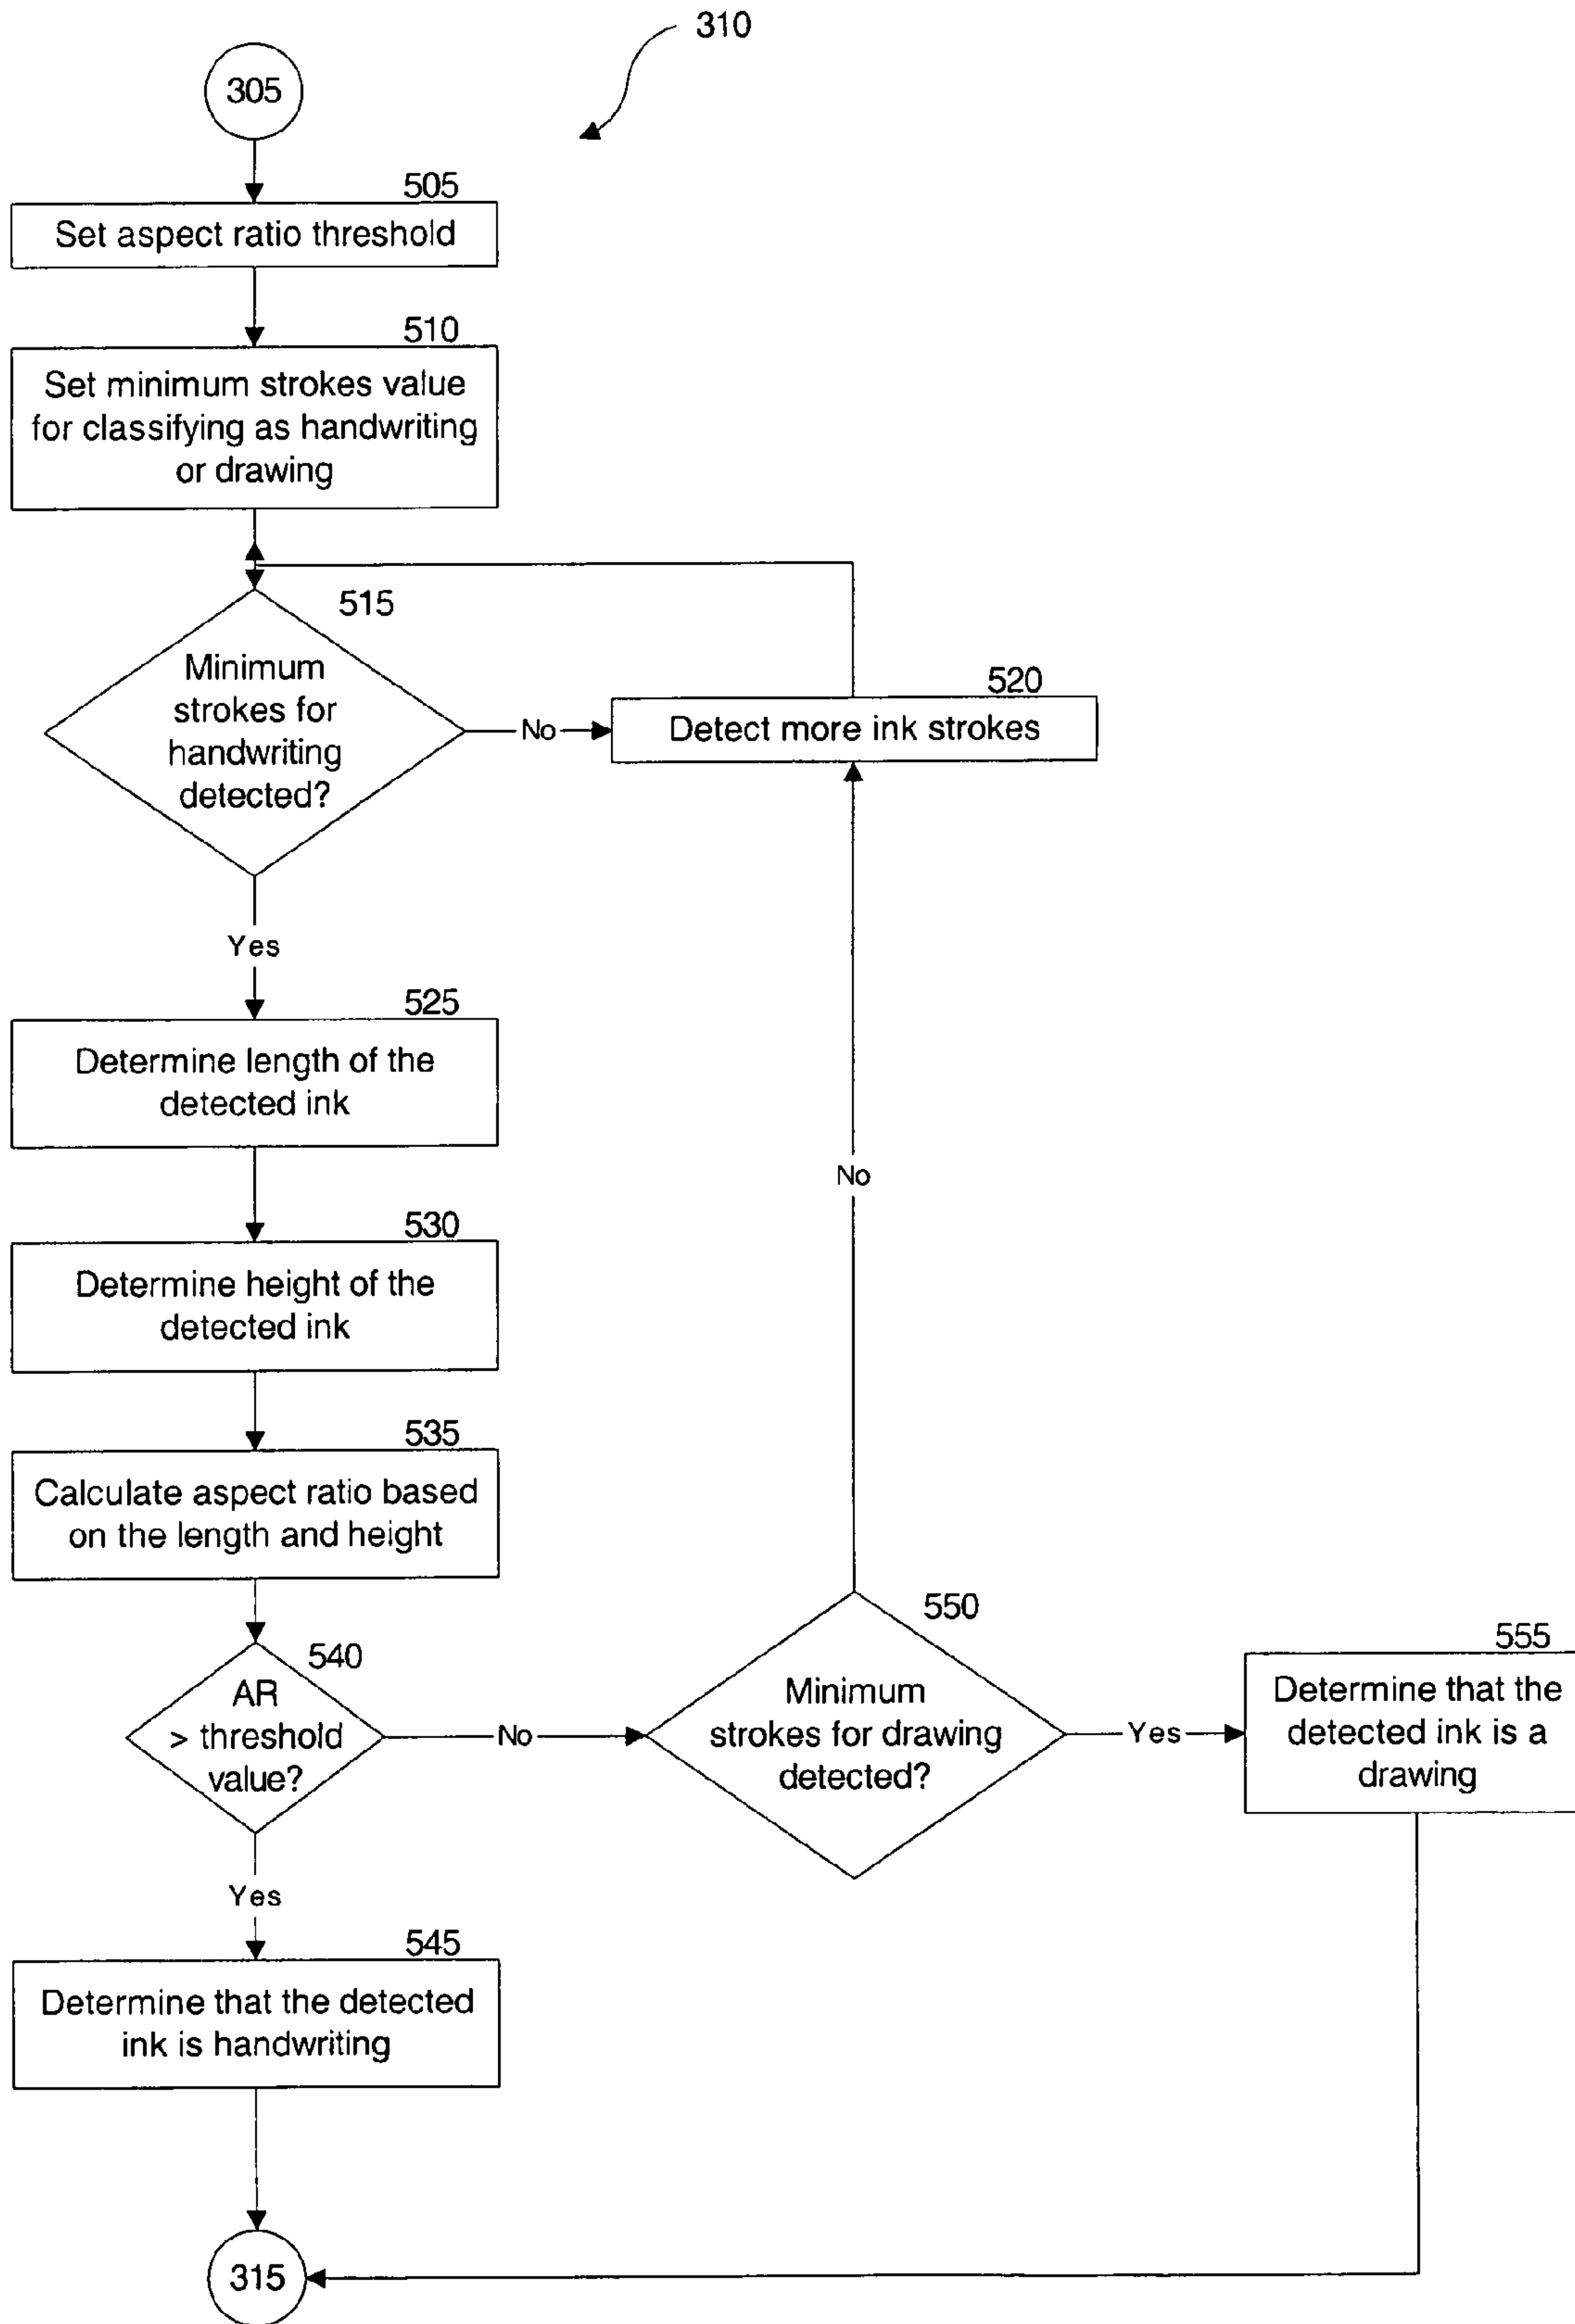 310
305
505
Set aspect ratio threshold
510
Set minimum strokes value
for classifying as handwriting
or drawing
515
Minimum
strokes for
handwriting
detected?
No
520
Detect more ink strokes
Yes
525
Determine length of the
detected ink
No
530
Determine height of the
detected ink
535
Calculate aspect ratio based
on the length and height
540
AR
> threshold
value?
No
550
Minimum
strokes for drawing
detected?
Yes
555
Determine that the
detected ink is a
drawing
Yes
545
Determine that the detected
ink is handwriting
315